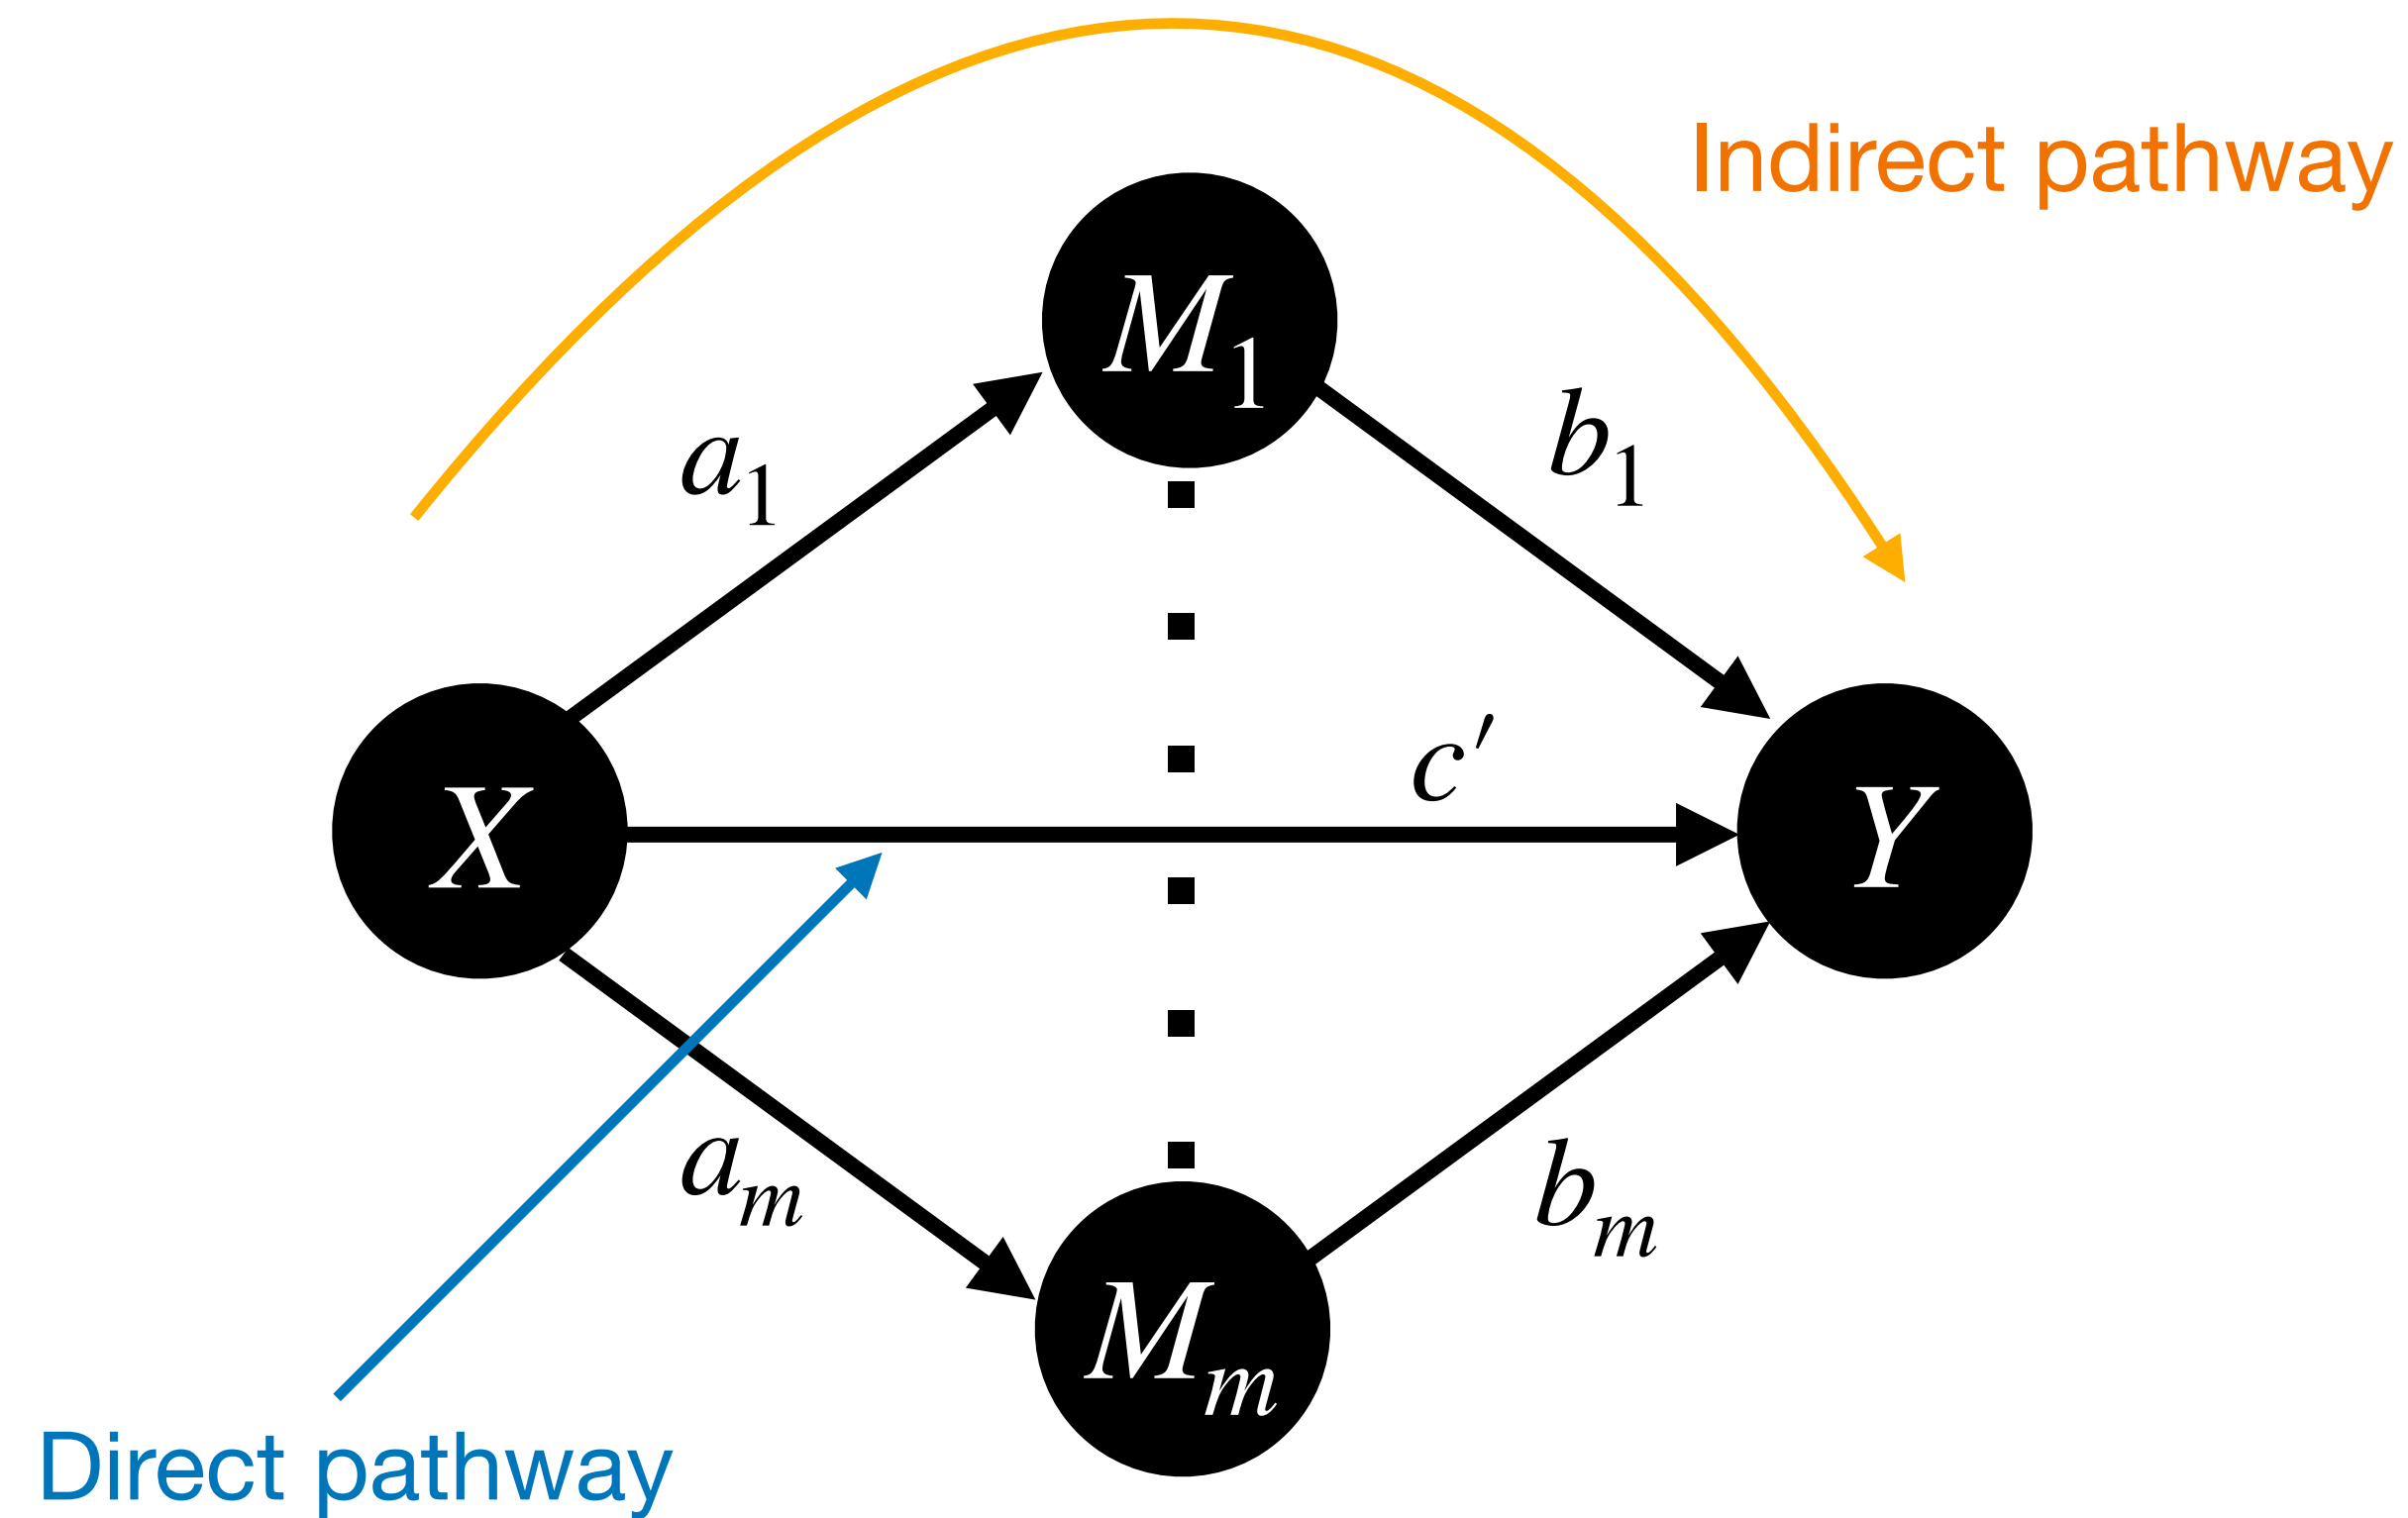 Indirect pathway
M1
a1
b1
c′
X
Y
am
bm
Mm
Direct pathway